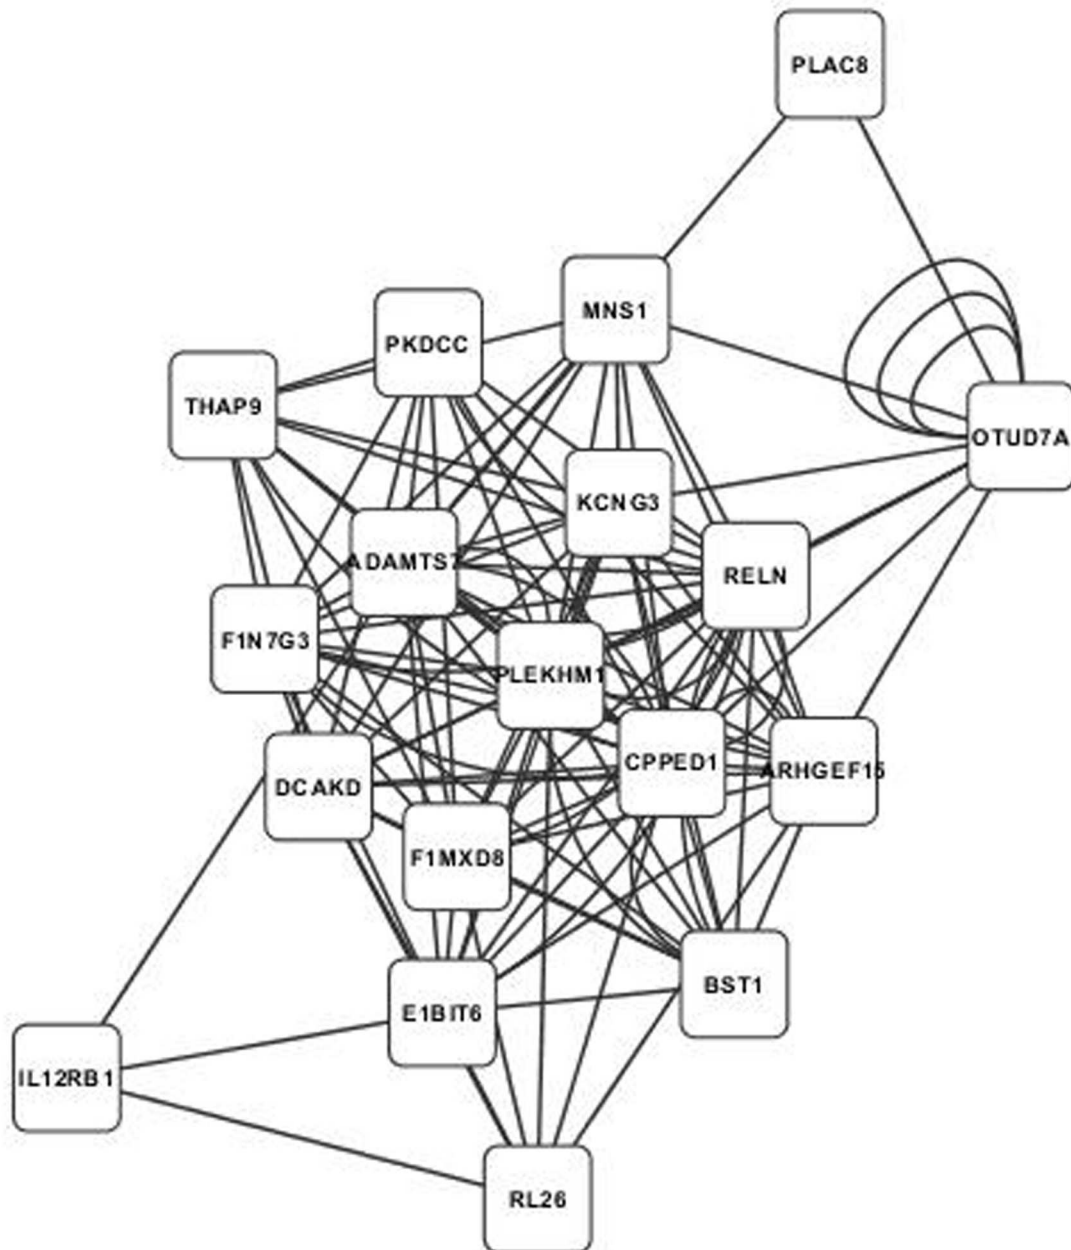 PLAC8
MNS1
PKDCC
THAP9
OTUD7A
KCNG3
ADAMTS7
RELN
F1N7G3
PLEKHM1
CPPED1
ARHGEF15
DCAKD
F1MXD8
BST1
E1BIT6
IL12RB1
RL26